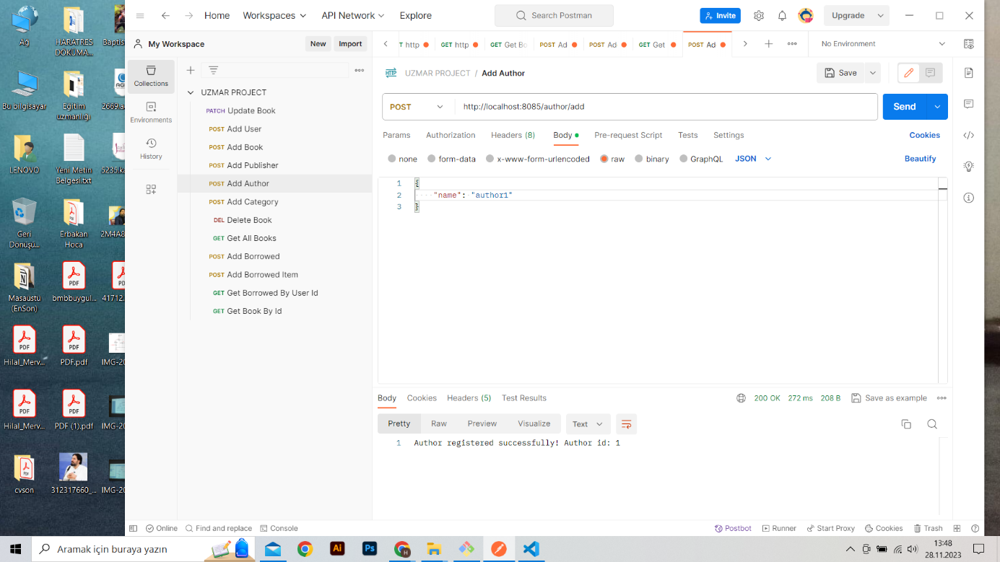 Home
Workspaces
API Network
Explore
Search Postman
Invite
Upgrade
My Workspace
New
Import
http
GET http
GET Get Bo
POST Ad
POST Ad
GET Get
POST Ad
No Environment
Collections
Environments
History
UZMAR PROJECT
PATCH Update Book
POST Add User
POST Add Book
POST Add Publisher
POST Add Author
POST Add Category
DEL Delete Book
GET Get All Books
POST Add Borrowed
POST Add Borrowed Item
GET Get Borrowed By User Id
GET Get Book By Id
HTTP UZMAR PROJECT / Add Author
Save
POST http://localhost:8085/author/add
Send
Params Authorization Headers (8) Body Pre-request Script Tests Settings Cookies
none form-data x-www-form-urlencoded raw binary GraphQL JSON Beautify
1 {
2 "name": "author1"
3 }
Body Cookies Headers (5) Test Results
200 OK 272 ms 208 B Save as example
Pretty Raw Preview Visualize Text
1 Author registered successfully! Author id: 1
Online
Find and replace
Console
Postbot
Runner
Start Proxy
Cookies
Trash
Ağ
HARATRES
DÖKÜMA...
Baptis
Bu bilgisayar
Eğitim
uzmanlığı
2669.a
LENOVO
Yeni Metin
Belgesi.txt
5235.k
Geri
Dönüşü...
Erbakan
Hoca
2M4A8
Masaüstü
(EnSon)
bmbbuygul...
41712.
Hilal_Merv...
PDF.pdf
IMG-20
Hilal_Merv...
PDF (1).pdf
IMG-20
cvson
312317660_...
IMG-20
Aramak için buraya yazın
13:48
28.11.2023